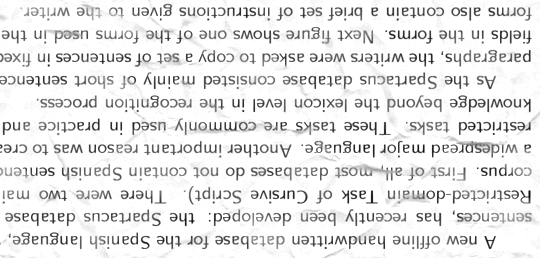 A new offline handwritten database for the Spanish language,
sentences, has recently been developed: the Spartacus database
Restricted-domain Task of Cursive Script). There were two mai
corpus. First of all, most databases do not contain Spanish sentenc
a widespread major language. Another important reason was to crea
restricted tasks. These tasks are commonly used in practice and
knowledge beyond the lexicon level in the recognition process.
As the Spartacus database consisted mainly of short sentence
paragraphs, the writers were asked to copy a set of sentences in fixed
fields in the forms. Next figure shows one of the forms used in the
forms also contain a brief set of instructions given to the writer.